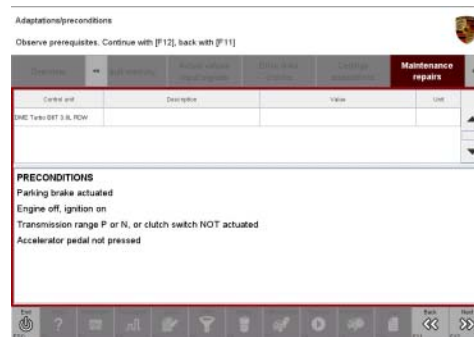 Adaptations/preconditions
Observe prerequisites. Continue with [F12], back with [F11]
Maintenance
repairs
Control unit Description Value Unit
DME Turbo B6T 3.8L RDW
PRECONDITIONS
Parking brake actuated
Engine off, ignition on
Transmission range P or N, or clutch switch NOT actuated
Accelerator pedal not pressed
Back Next